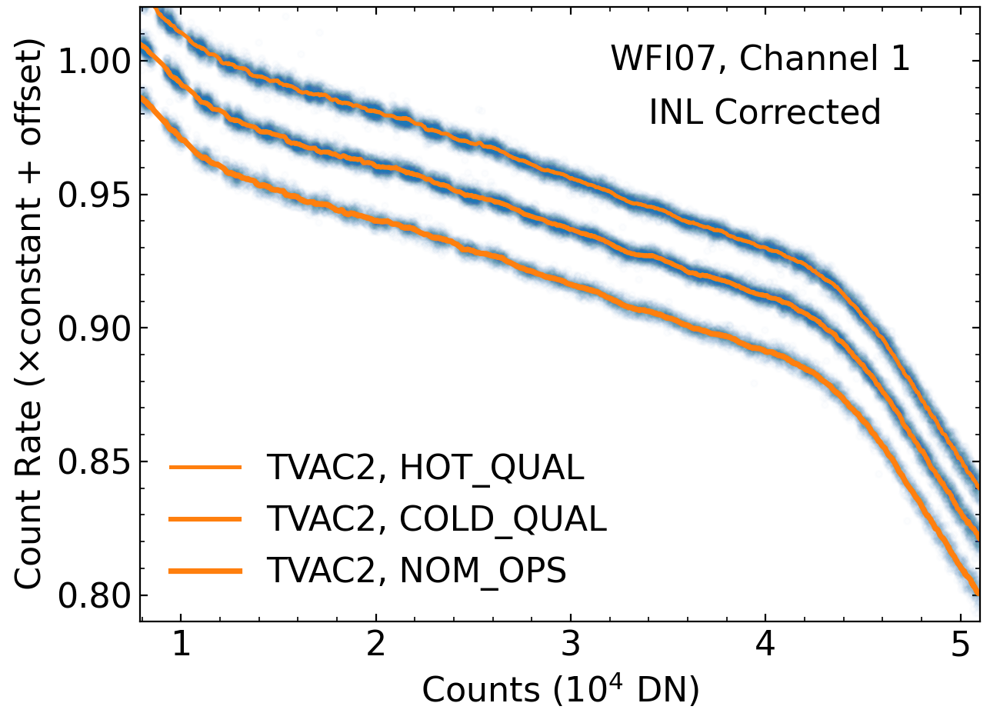 Count Rate (×constant + offset)
1.00
0.95
0.90
0.85
0.80
WFI07, Channel 1
INL Corrected
TVAC2, HOT_QUAL
TVAC2, COLD_QUAL
TVAC2, NOM_OPS
1 2 3 4 5
Counts (10⁴ DN)